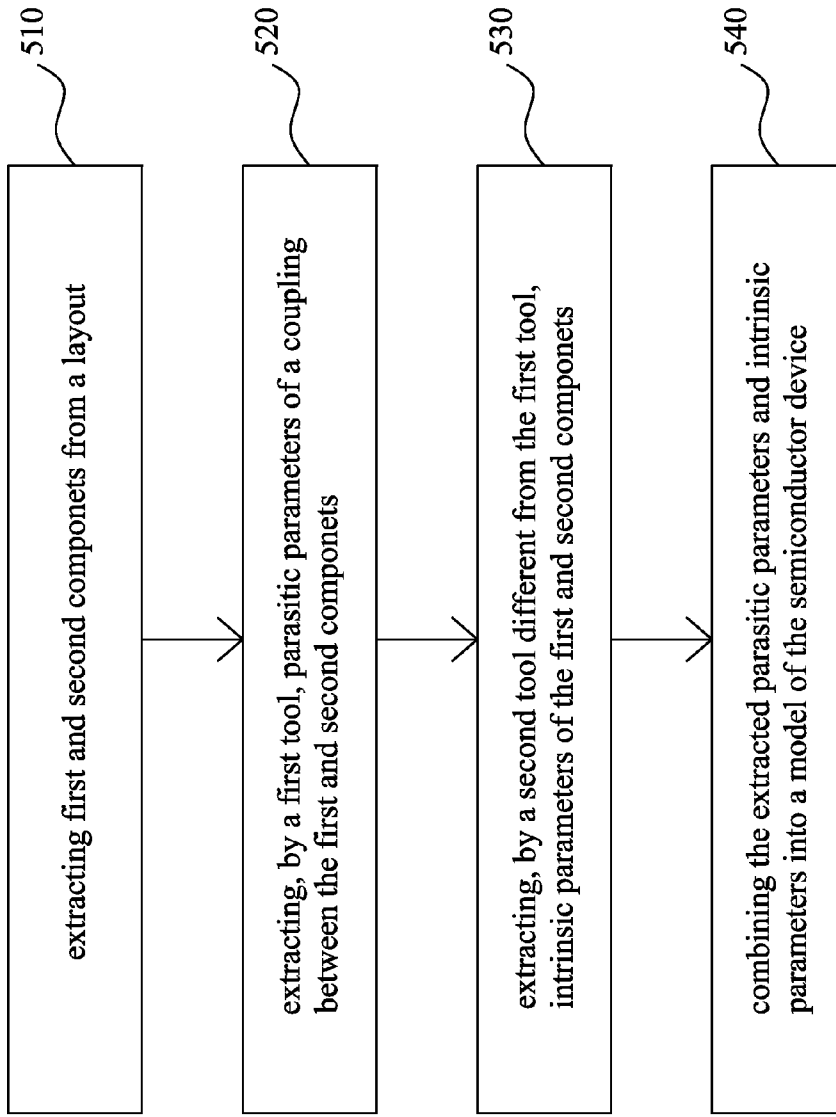 510
extracting first and second componets from a layout
520
extracting, by a first tool, parasitic parameters of a coupling
between the first and second componets
530
extracting, by a second tool different from the first tool,
intrinsic parameters of the first and second componets
540
combining the extracted parasitic parameters and intrinsic
parameters into a model of the semiconductor device